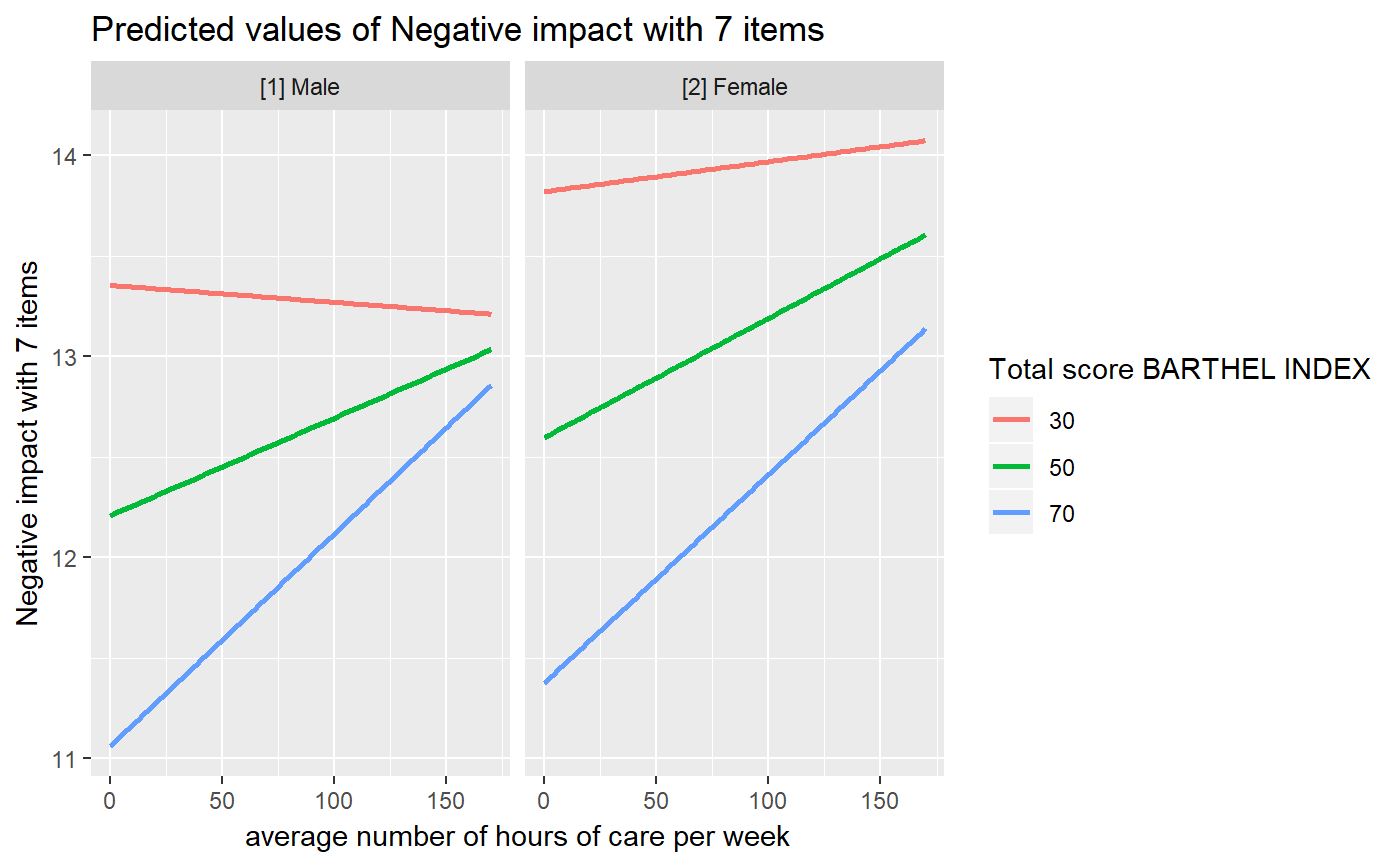 Predicted values of Negative impact with 7 items
[1] Male
[2] Female
14
13
12
11
Negative impact with 7 items
0 50 100 150
0 50 100 150
average number of hours of care per week
Total score BARTHEL INDEX
30
50
70